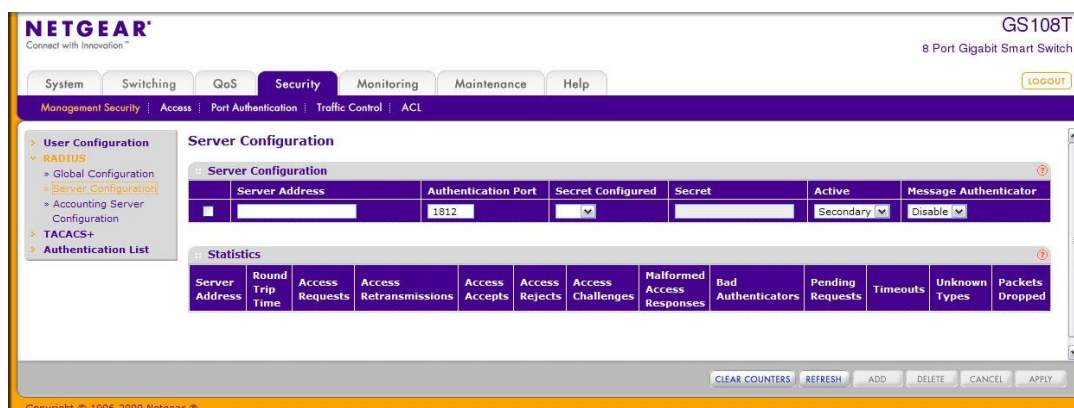 NETGEAR®
Connect with Innovation™
GS108T
8 Port Gigabit Smart Switch
System Switching QoS Security Monitoring Maintenance Help LOGOUT
Management Security Access Port Authentication Traffic Control ACL
User Configuration
RADIUS
» Global Configuration
» Server Configuration
» Accounting Server
Configuration
TACACS+
Authentication List
Server Configuration
Server Configuration
Server Address Authentication Port Secret Configured Secret Active Message Authenticator
1812 Secondary Disable
Statistics
Server Address Round Trip Time Access Requests Access Retransmissions Access Accepts Access Rejects Access Challenges Malformed Access Responses Bad Authenticators Pending Requests Timeouts Unknown Types Packets Dropped
CLEAR COUNTERS REFRESH ADD DELETE CANCEL APPLY
Copyright © 1996-2009 Netgear ®